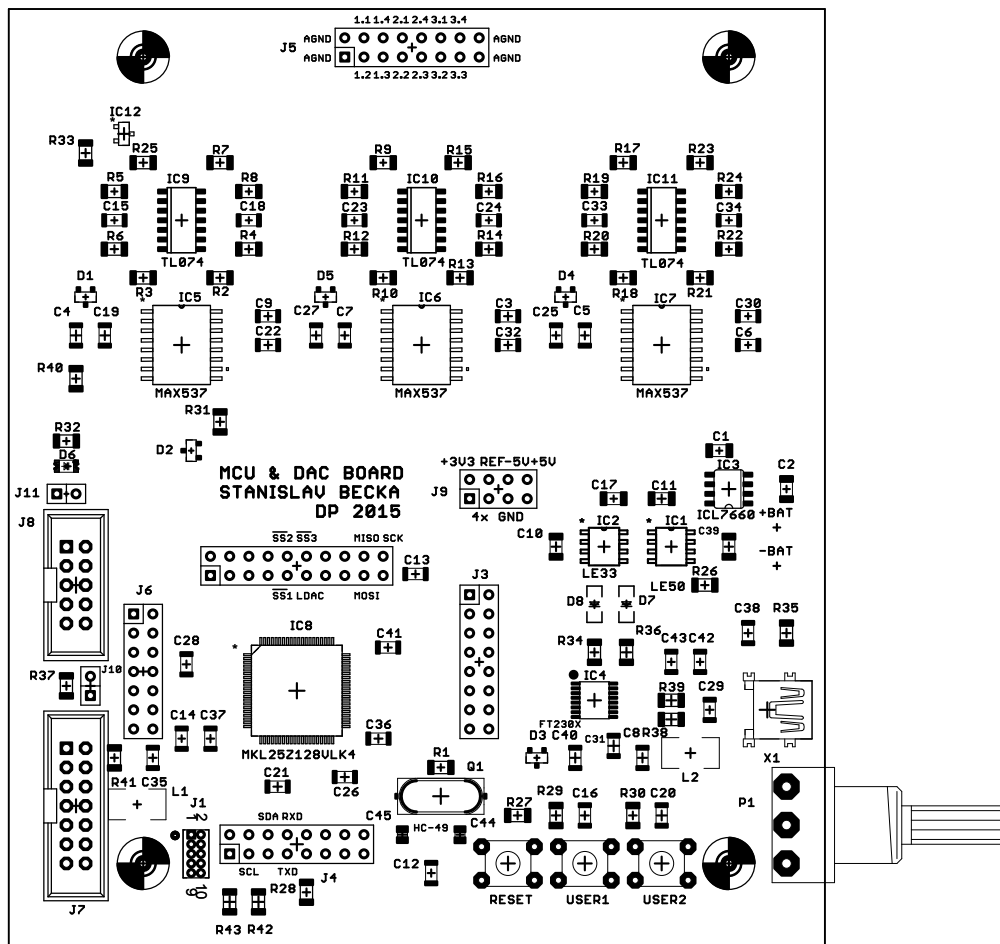 1.1 1.4 2.1 2.4 3.1 3.4
AGND AGND
J5
AGND AGND
1.2 1.3 2.2 2.3 3.2 3.3
IC12
*
R33
R25 R7 R9 R15 R17 R23
R5 IC9 R8 R11 IC10 R16 R19 IC11 R24
C15 C18 C23 C24 C33 C34
R6 R4 R12 R14 R20 R22
TL074 TL074 TL074
R13
D1 D5 D4
R3 R2 R10 R18 R21
* IC5 * IC6 * IC7
C4 C19 C9 C27 C7 C3 C25 C5 C30
C22 C32 C6
R40
MAX537 MAX537 MAX537
R31
R32
D2
D6
C1
+3V3 REF-5V+5V
IC3
C2
MCU & DAC BOARD
STANISLAV BECKA
DP 2015
J11
J9
C17 C11
ICL7660
4x GND
+BAT
J8
* IC2 * IC1
C10
C39
SS2 SS3 MISO SCK
-BAT
C13
LE33 LE50
R26
J3
J6
SS1 LDAC MOSI
D8 D7
IC8
C38 R35
*
C28 C41
R34 R36
C43 C42
J10
R37
IC4
R39
C29
C14 C37
C36
FT230X
D3 C40 C31 C8 R38
MKL25Z128VLK4
X1
R1 Q1
L2
R41 C35
C21
C26
L1
J1
P1
1 2
SDA RXD
C45
HC-49
C44
R27
R29 C16 R30 C20
SCL TXD
J4
C12
R28
9 10
J7
R43 R42
RESET USER1 USER2